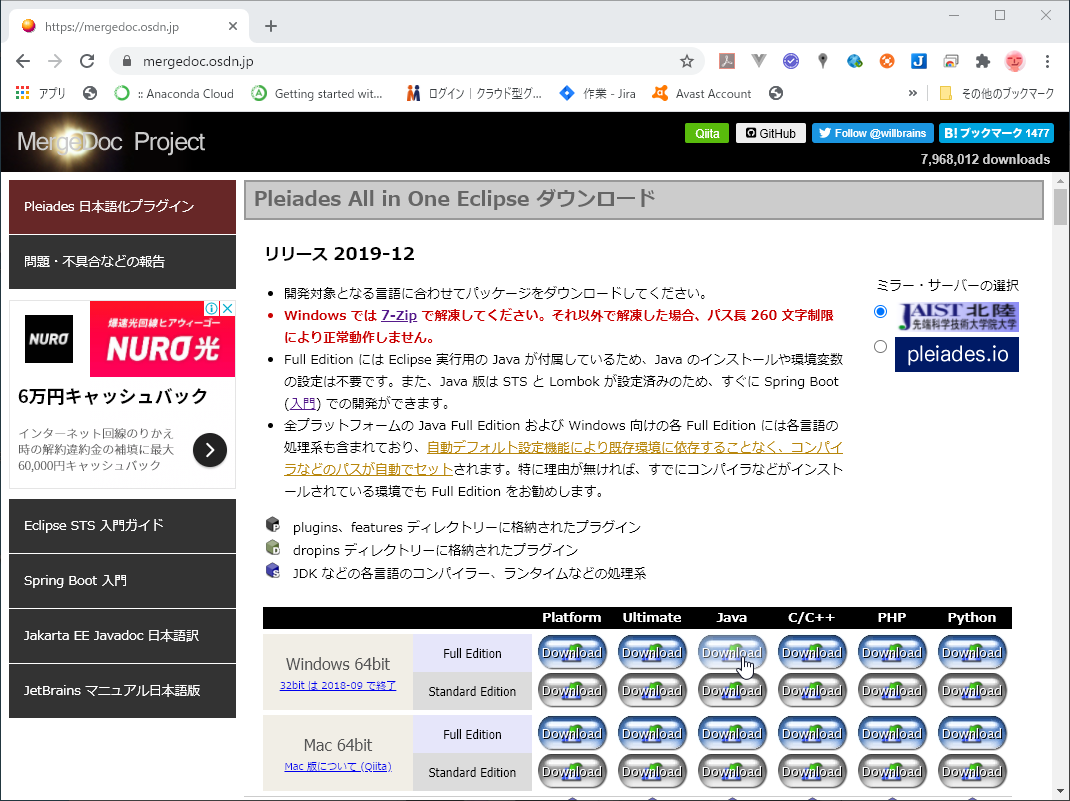 https://mergedoc.osdn.jp
mergedoc.osdn.jp
アプリ
:: Anaconda Cloud
Getting started wit...
ログイン | クラウド型グ...
作業 - Jira
Avast Account
»
その他のブックマーク
MergeDoc Project
Qiita
GitHub
Follow @willbrains
B! ブックマーク 1477
7,968,012 downloads
Pleiades 日本語化プラグイン
問題・不具合などの報告
NURO
爆速光回線ヒアウィーゴー
NURO光
6万円キャッシュバック
インターネット回線のりかえ
時の解約違約金の補填に最大
60,000円キャッシュバック
Eclipse STS 入門ガイド
Spring Boot 入門
Jakarta EE Javadoc 日本語訳
JetBrains マニュアル日本語版
Pleiades All in One Eclipse ダウンロード
リリース 2019-12
• 開発対象となる言語に合わせてパッケージをダウンロードしてください。
• Windows では 7-Zip で解凍してください。それ以外で解凍した場合、パス長 260 文字制限
により正常動作しません。
• Full Edition には Eclipse 実行用の Java が付属しているため、Java のインストールや環境変数
の設定は不要です。また、Java 版は STS と Lombok が設定済みのため、すぐに Spring Boot
(入門) での開発ができます。
• 全プラットフォームの Java Full Edition および Windows 向けの各 Full Edition には各言語の
処理系も含まれており、自動デフォルト設定機能により既存環境に依存することなく、コンパイ
ラなどのパスが自動でセットされます。特に理由が無ければ、すでにコンパイラなどがインスト
ールされている環境でも Full Edition をお勧めします。
ミラー・サーバーの選択
JAIST北陸
先端科学技術大学院大学
pleiades.io
P plugins、features ディレクトリーに格納されたプラグイン
D dropins ディレクトリーに格納されたプラグイン
S JDK などの各言語のコンパイラー、ランタイムなどの処理系
Platform Ultimate Java C/C++ PHP Python
Windows 64bit
32bit は 2018-09 で終了
Full Edition Download Download Download Download Download Download
Standard Edition Download Download Download Download Download Download
Mac 64bit
Mac 版について (Qiita)
Full Edition Download Download Download Download Download Download
Standard Edition Download Download Download Download Download Download